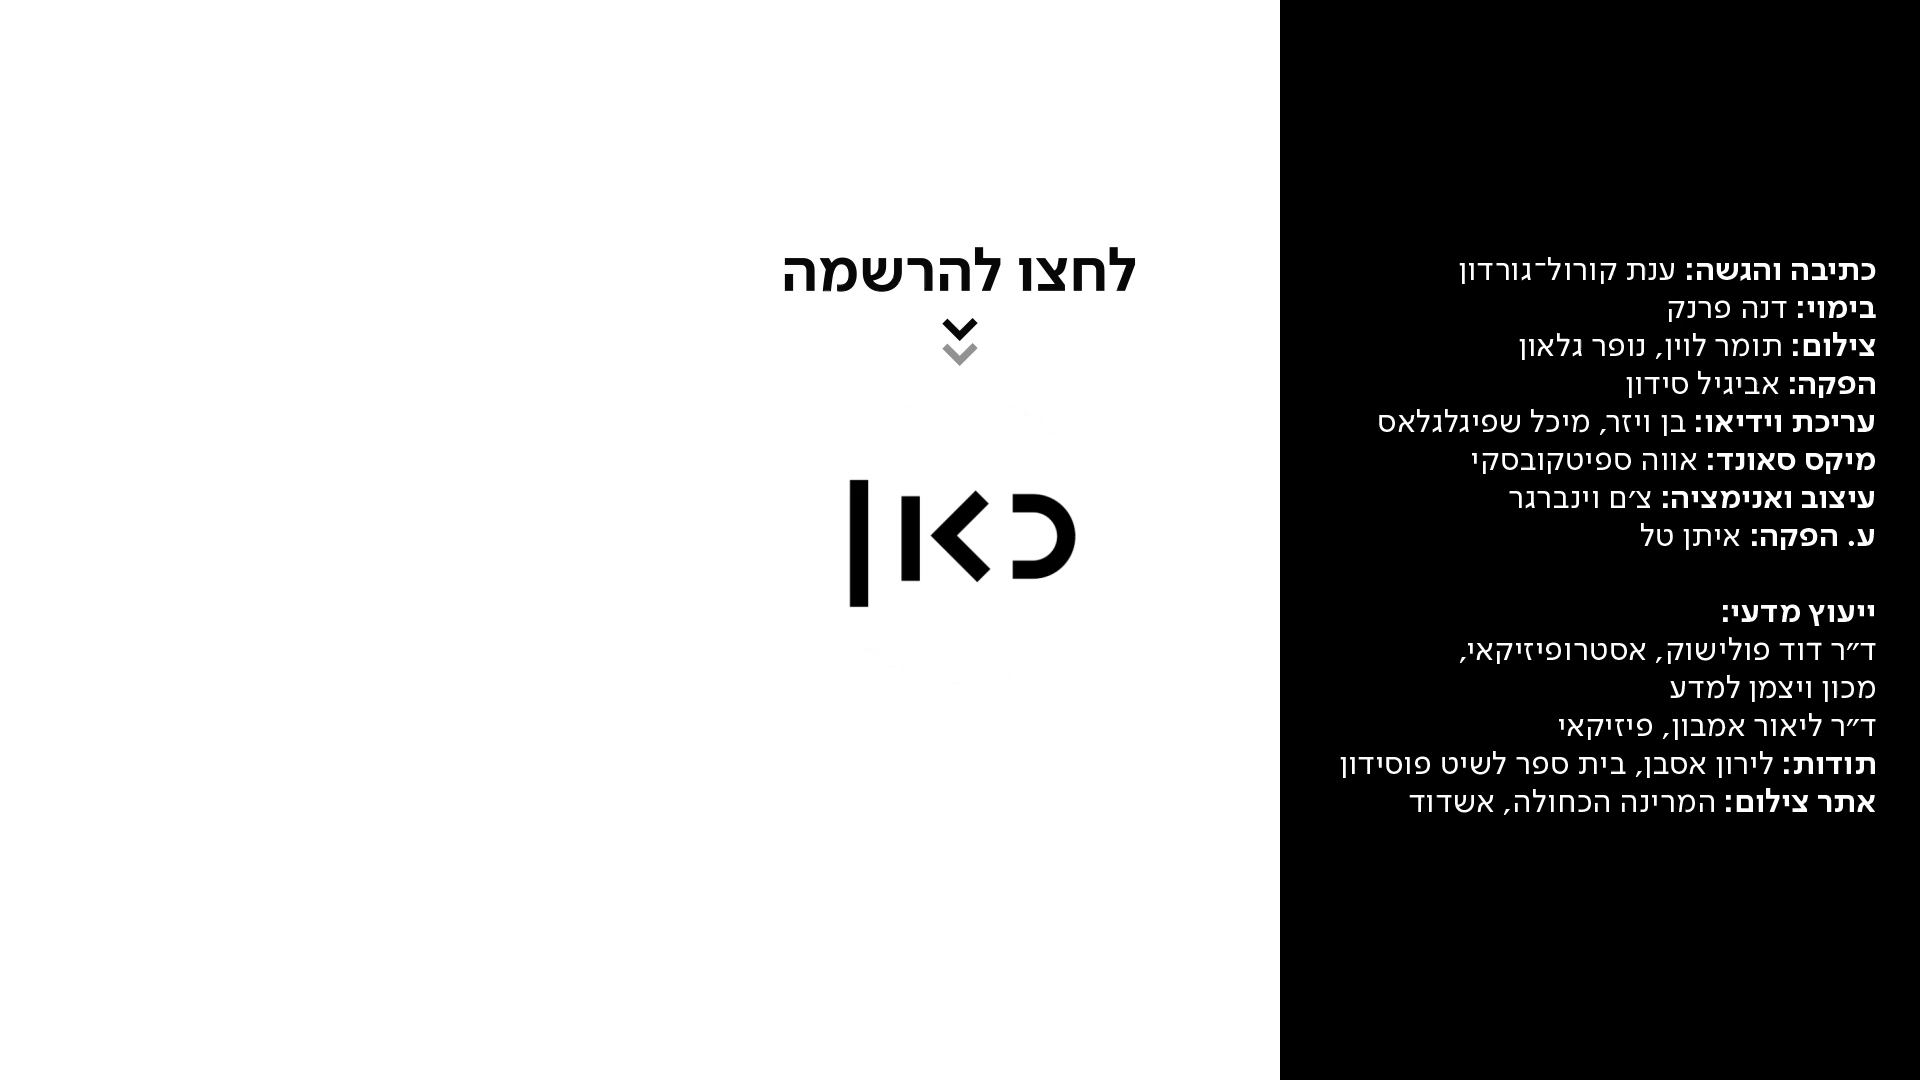 לחצו להרשמה
כאן
כתיבה והגשה: ענת קורול־גורדון
בימוי: דנה פרנק
צילום: תומר לוין, נופר גלאון
הפקה: אביגיל סידון
עריכת וידיאו: בן ויזר, מיכל שפיגלגלאס
מיקס סאונד: אווה ספיטקובסקי
עיצוב ואנימציה: צ׳ם וינברגר
ע. הפקה: איתן טל
ייעוץ מדעי:
ד״ר דוד פולישוק, אסטרופיזיקאי,
מכון ויצמן למדע
ד״ר ליאור אמבון, פיזיקאי
תודות: לירון אסבן, בית ספר לשיט פוסידון
אתר צילום: המרינה הכחולה, אשדוד